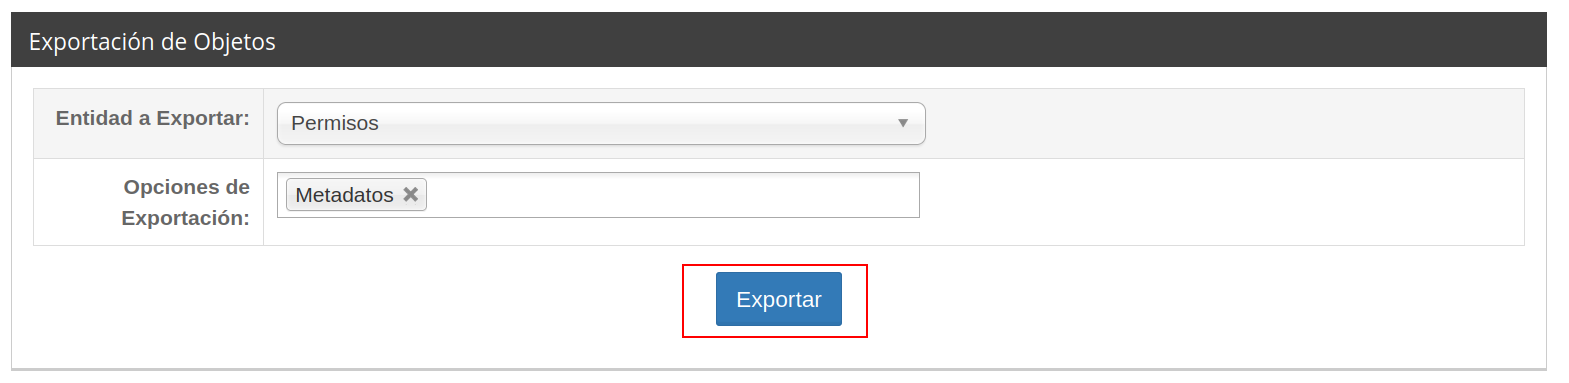 Exportación de Objetos
Entidad a Exportar:
Permisos
Opciones de
Exportación:
Metadatos
Exportar